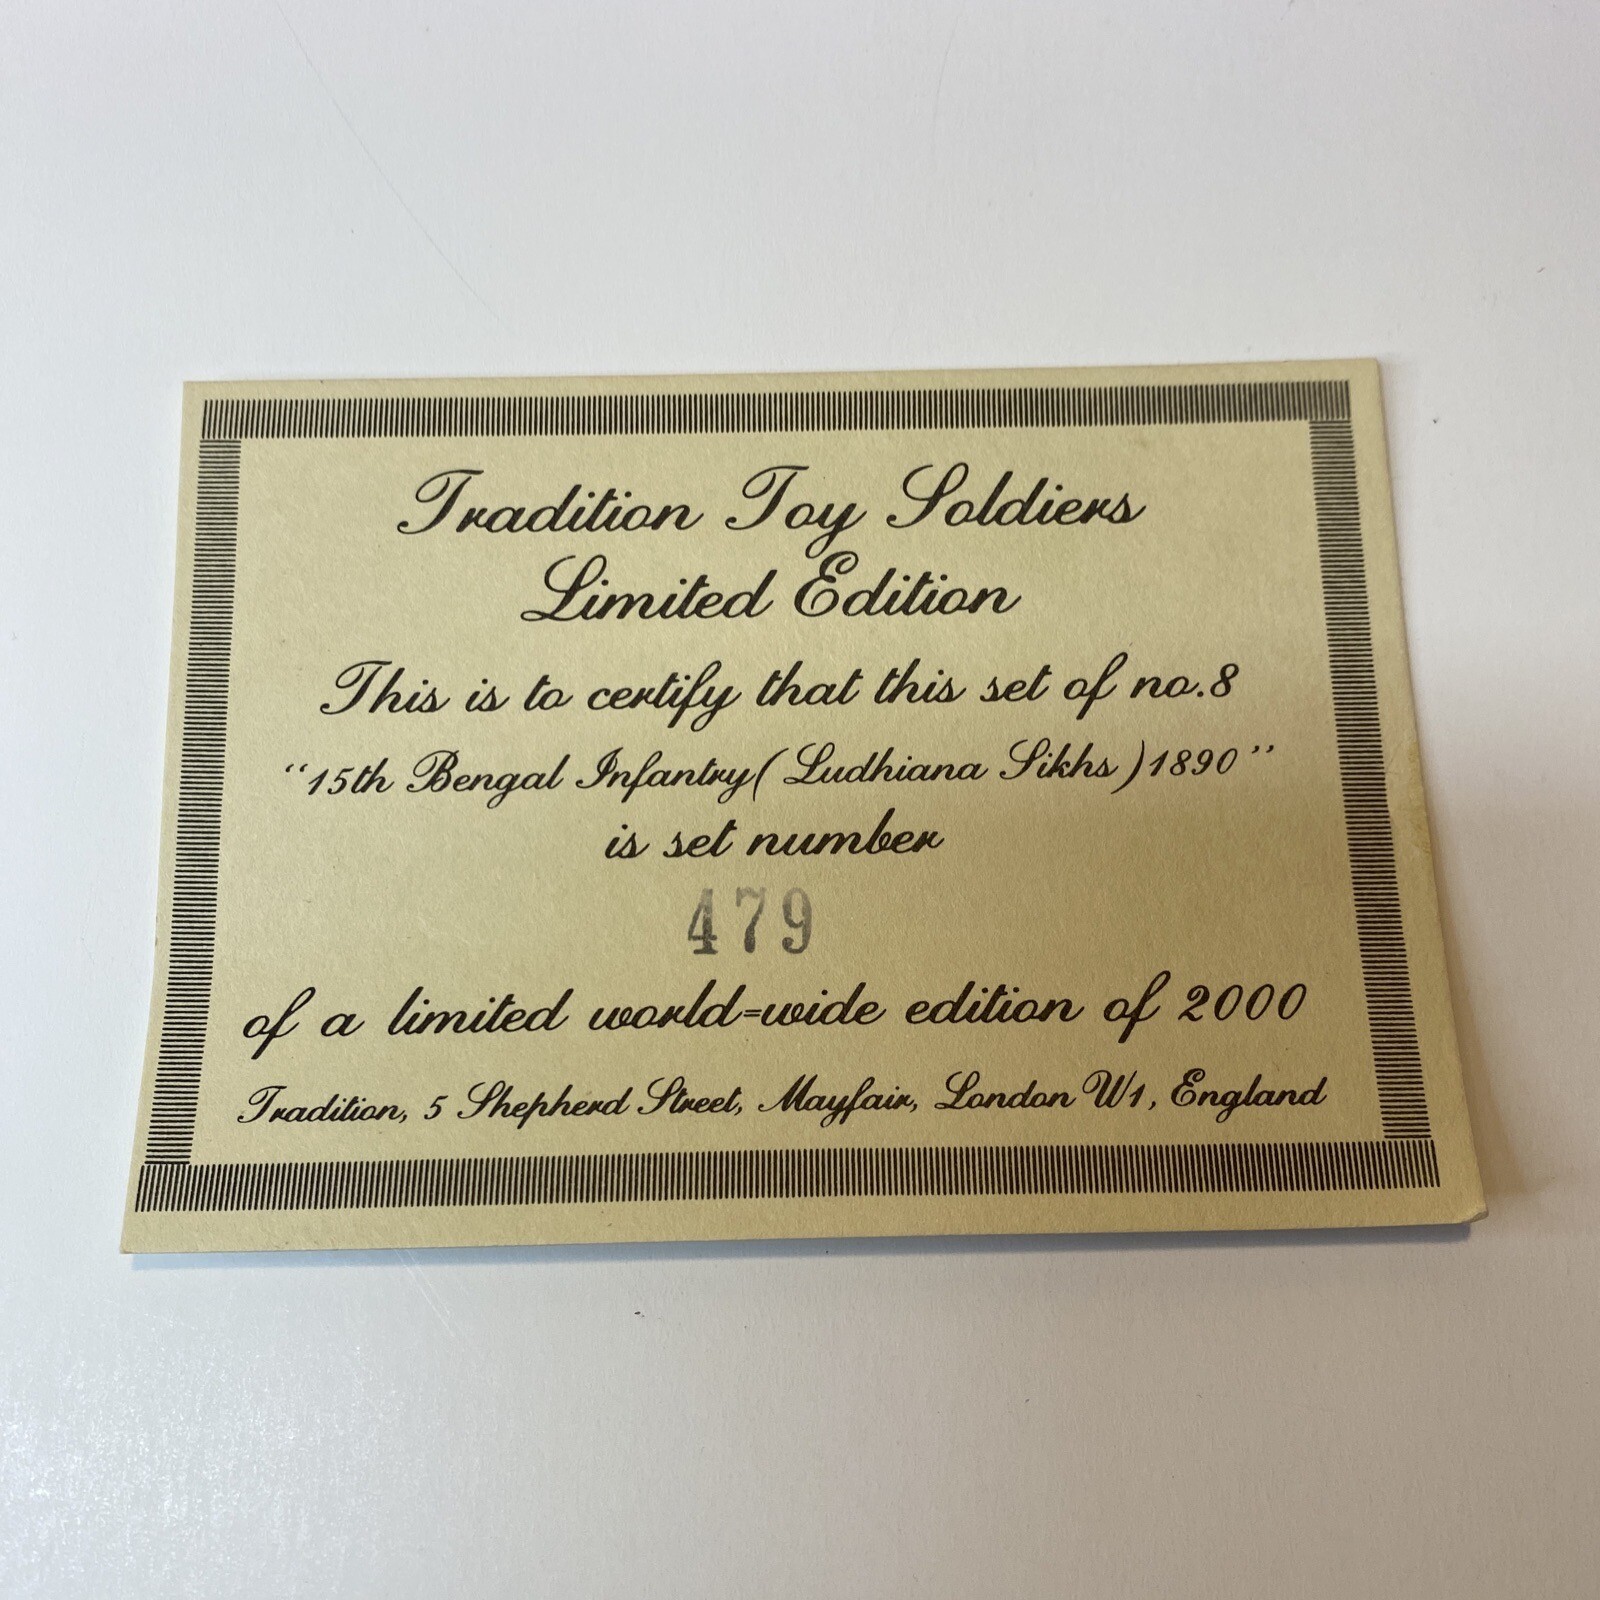 Tradition Toy Soldiers
Limited Edition
This is to certify that this set of no.8
“15th Bengal Infantry (Ludhiana Sikhs) 1890”
is set number
479
of a limited world=wide edition of 2000
Tradition, 5 Shepherd Street, Mayfair, London W1, England